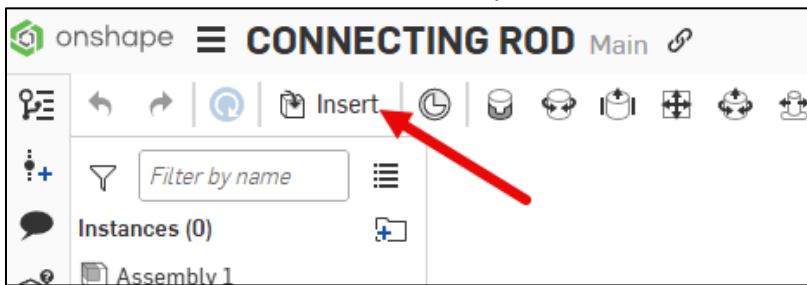 onshape CONNECTING ROD Main
Insert
Filter by name
Instances (0)
Assembly 1